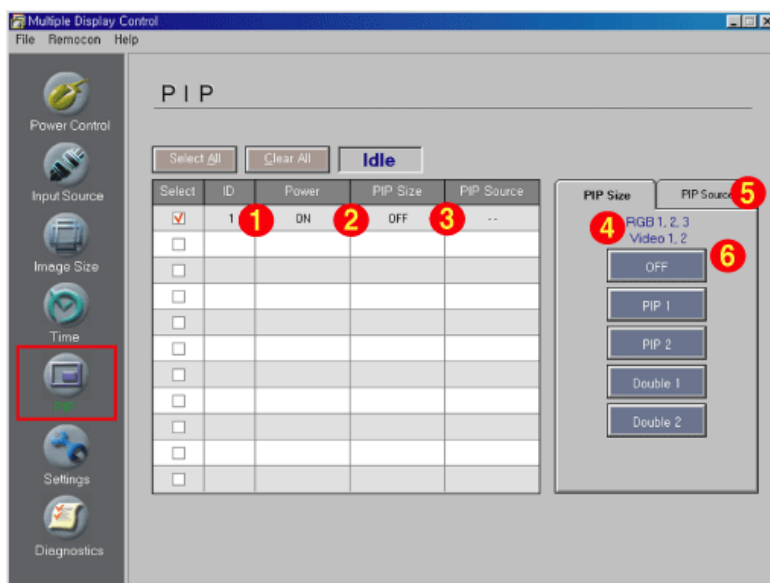 Multiple Display Control
File Remocon Help
Power Control
Input Source
Image Size
Time
PIP
Settings
Diagnostics
PIP
Select All Clear All Idle
Select ID Power PIP Size PIP Source
1 1 ON 2 OFF 3 --
PIP Size PIP Source 5
4 RGB 1, 2, 3
Video 1, 2
6
OFF
PIP 1
PIP 2
Double 1
Double 2